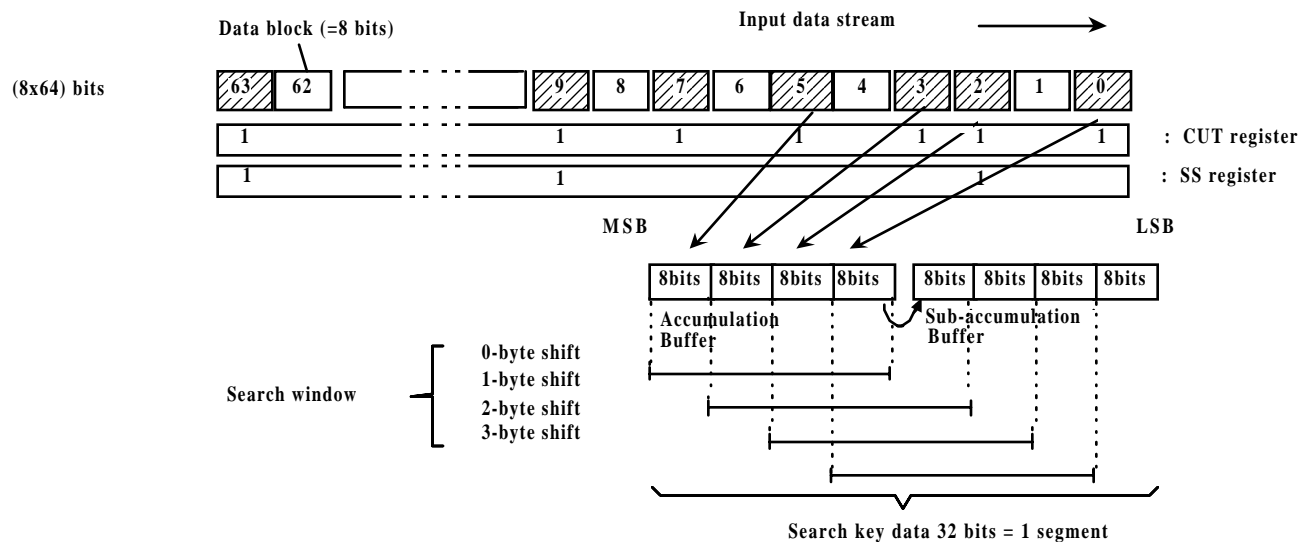 Data block (=8 bits)
Input data stream
(8x64) bits
63 62 9 8 7 6 5 4 3 2 1 0
1 1 1 1 1 1 1 : CUT register
1 1 1 : SS register
MSB LSB
8bits 8bits 8bits 8bits 8bits 8bits 8bits 8bits
Accumulation Buffer
Sub-accumulation Buffer
Search window
0-byte shift
1-byte shift
2-byte shift
3-byte shift
Search key data 32 bits = 1 segment